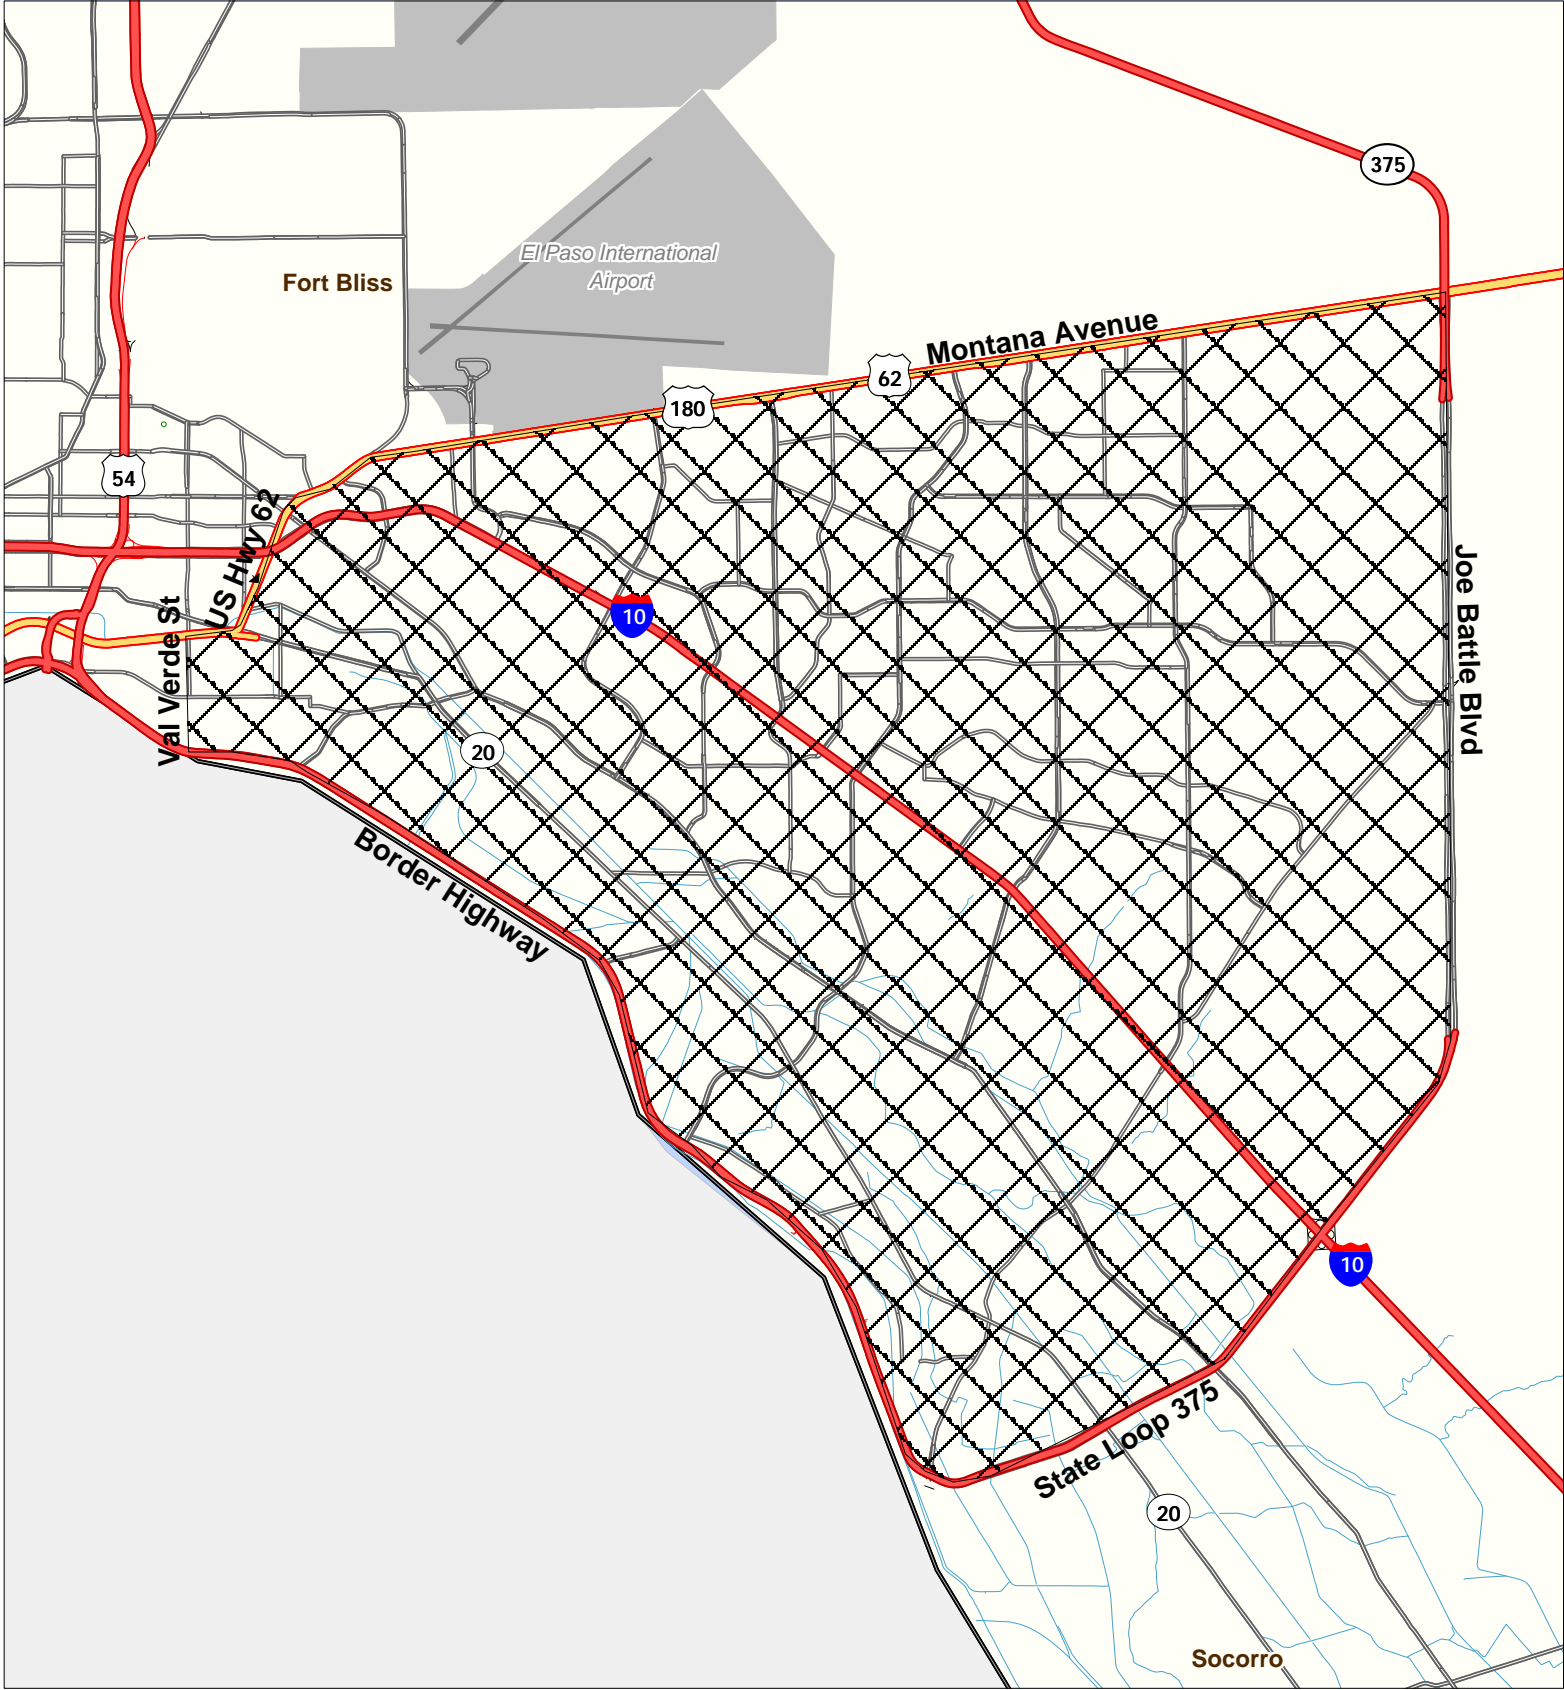 375
El Paso International
Airport
Fort Bliss
Montana Avenue
62
180
54
US Hwy 62
Joe Battle Blvd
10
Val Verde St
20
Border Highway
10
State Loop 375
20
Socorro